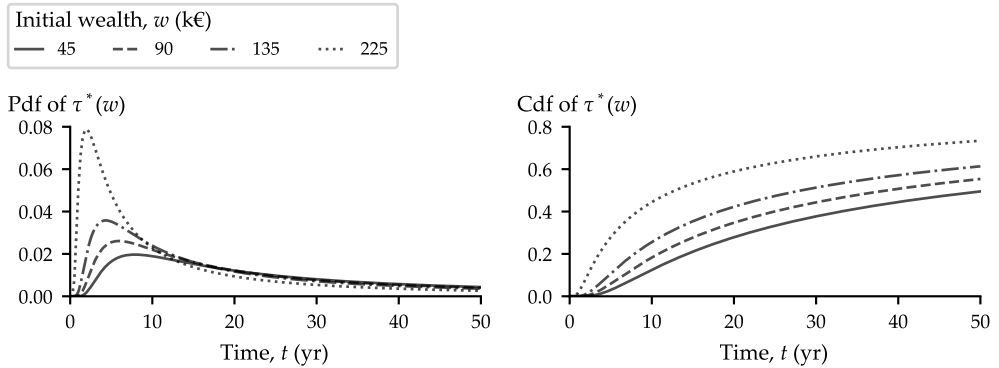 Initial wealth, w (k€)
45 90 135 225
Pdf of τ*(w)
0.08
0.06
0.04
0.02
0.00
0 10 20 30 40 50
Time, t (yr)
Cdf of τ*(w)
0.8
0.6
0.4
0.2
0.0
0 10 20 30 40 50
Time, t (yr)